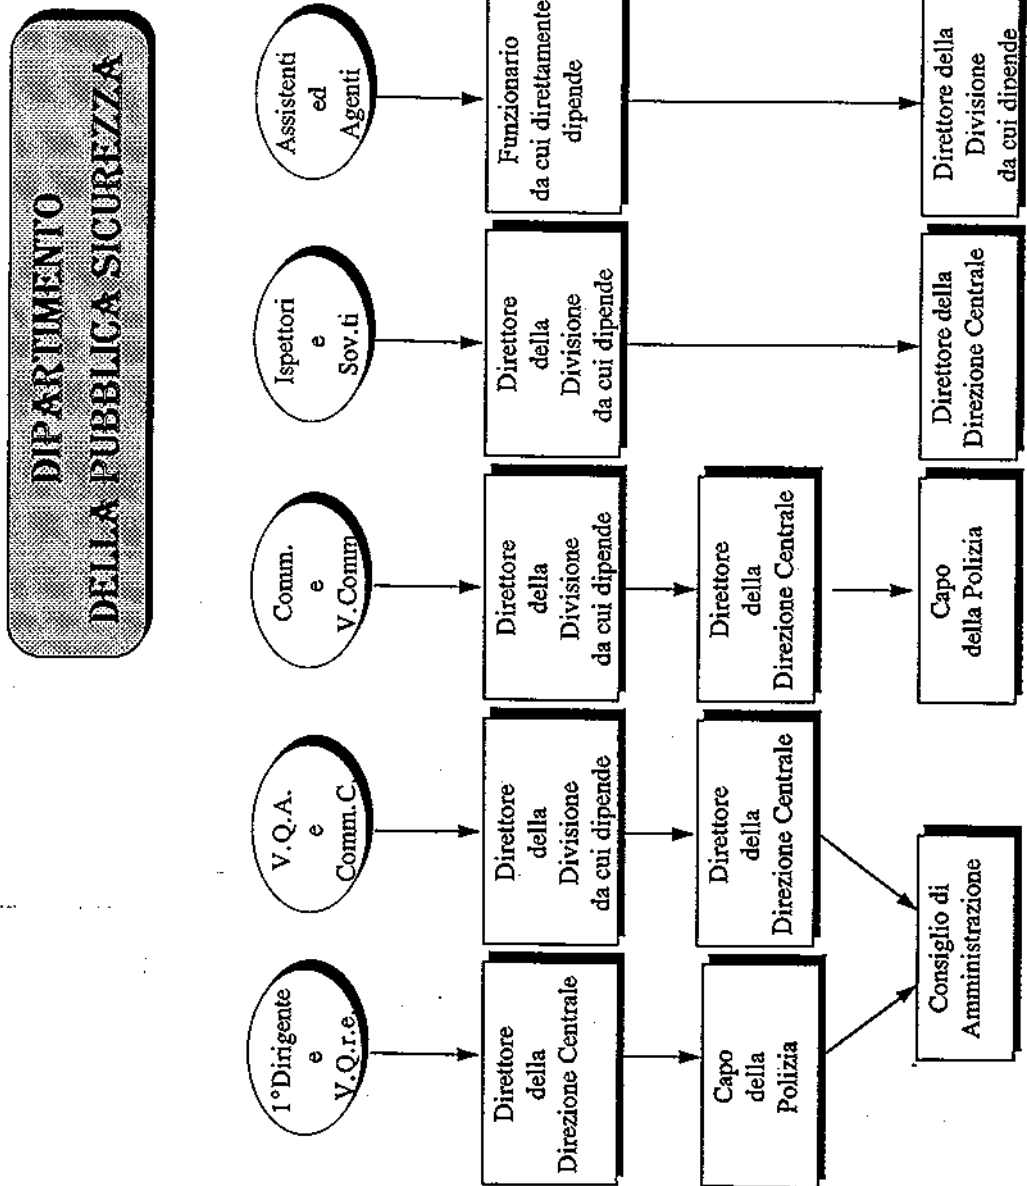 DIPARTIMENTO
DELLA PUBBLICA SICUREZZA
1°Dirigente
e
V.Q.r.e.
V.Q.A.
e
Comm.C.
Comm.
e
V.Comm
Ispettori
e
Sov.ti
Assistenti
ed
Agenti
Direttore
della
Direzione Centrale
Direttore
della
Divisione
da cui dipende
Direttore
della
Divisione
da cui dipende
Direttore
della
Divisione
da cui dipende
Funzionario
da cui direttamente
dipende
Capo
della
Polizia
Direttore
della
Direzione Centrale
Direttore
della
Direzione Centrale
Consiglio di
Amministrazione
Capo
della Polizia
Direttore della
Direzione Centrale
Direttore della
Divisione
da cui dipende